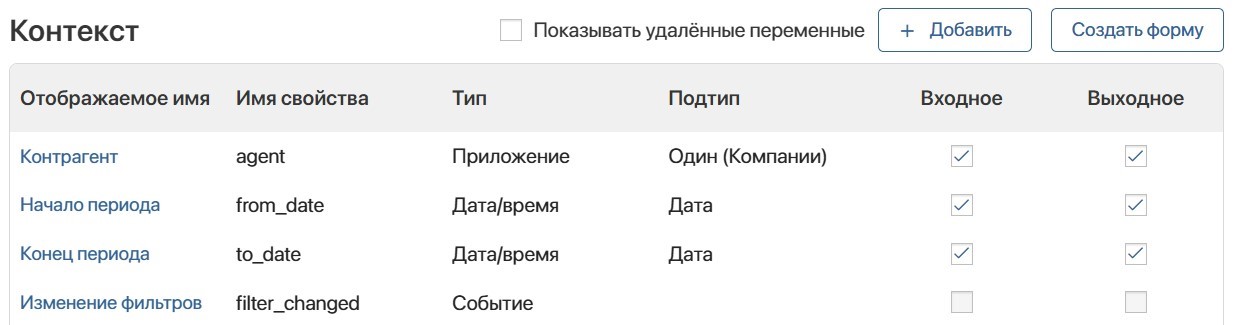 Контекст
Показывать удалённые переменные
+ Добавить
Создать форму
Отображаемое имя Имя свойства Тип Подтип Входное Выходное
Контрагент agent Приложение Один (Компании)
Начало периода from_date Дата/время Дата
Конец периода to_date Дата/время Дата
Изменение фильтров filter_changed Событие